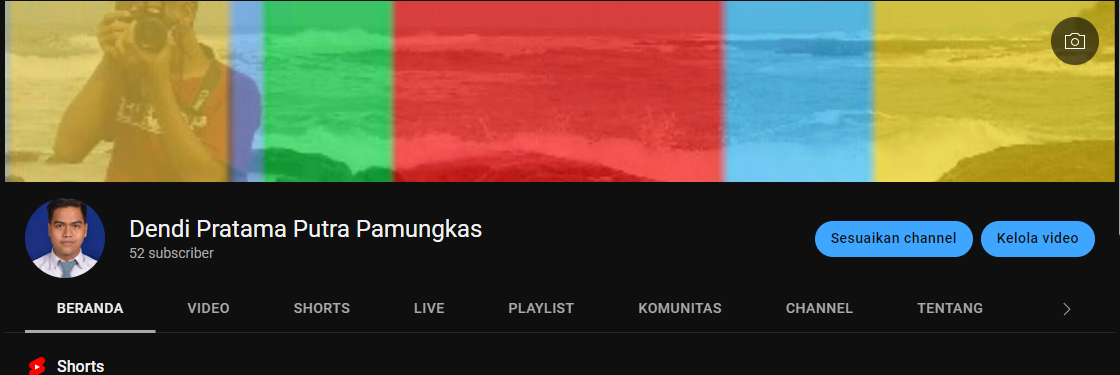 Dendi Pratama Putra Pamungkas
52 subscriber
Sesuaikan channel
Kelola video
BERANDA VIDEO SHORTS LIVE PLAYLIST KOMUNITAS CHANNEL TENTANG
Shorts